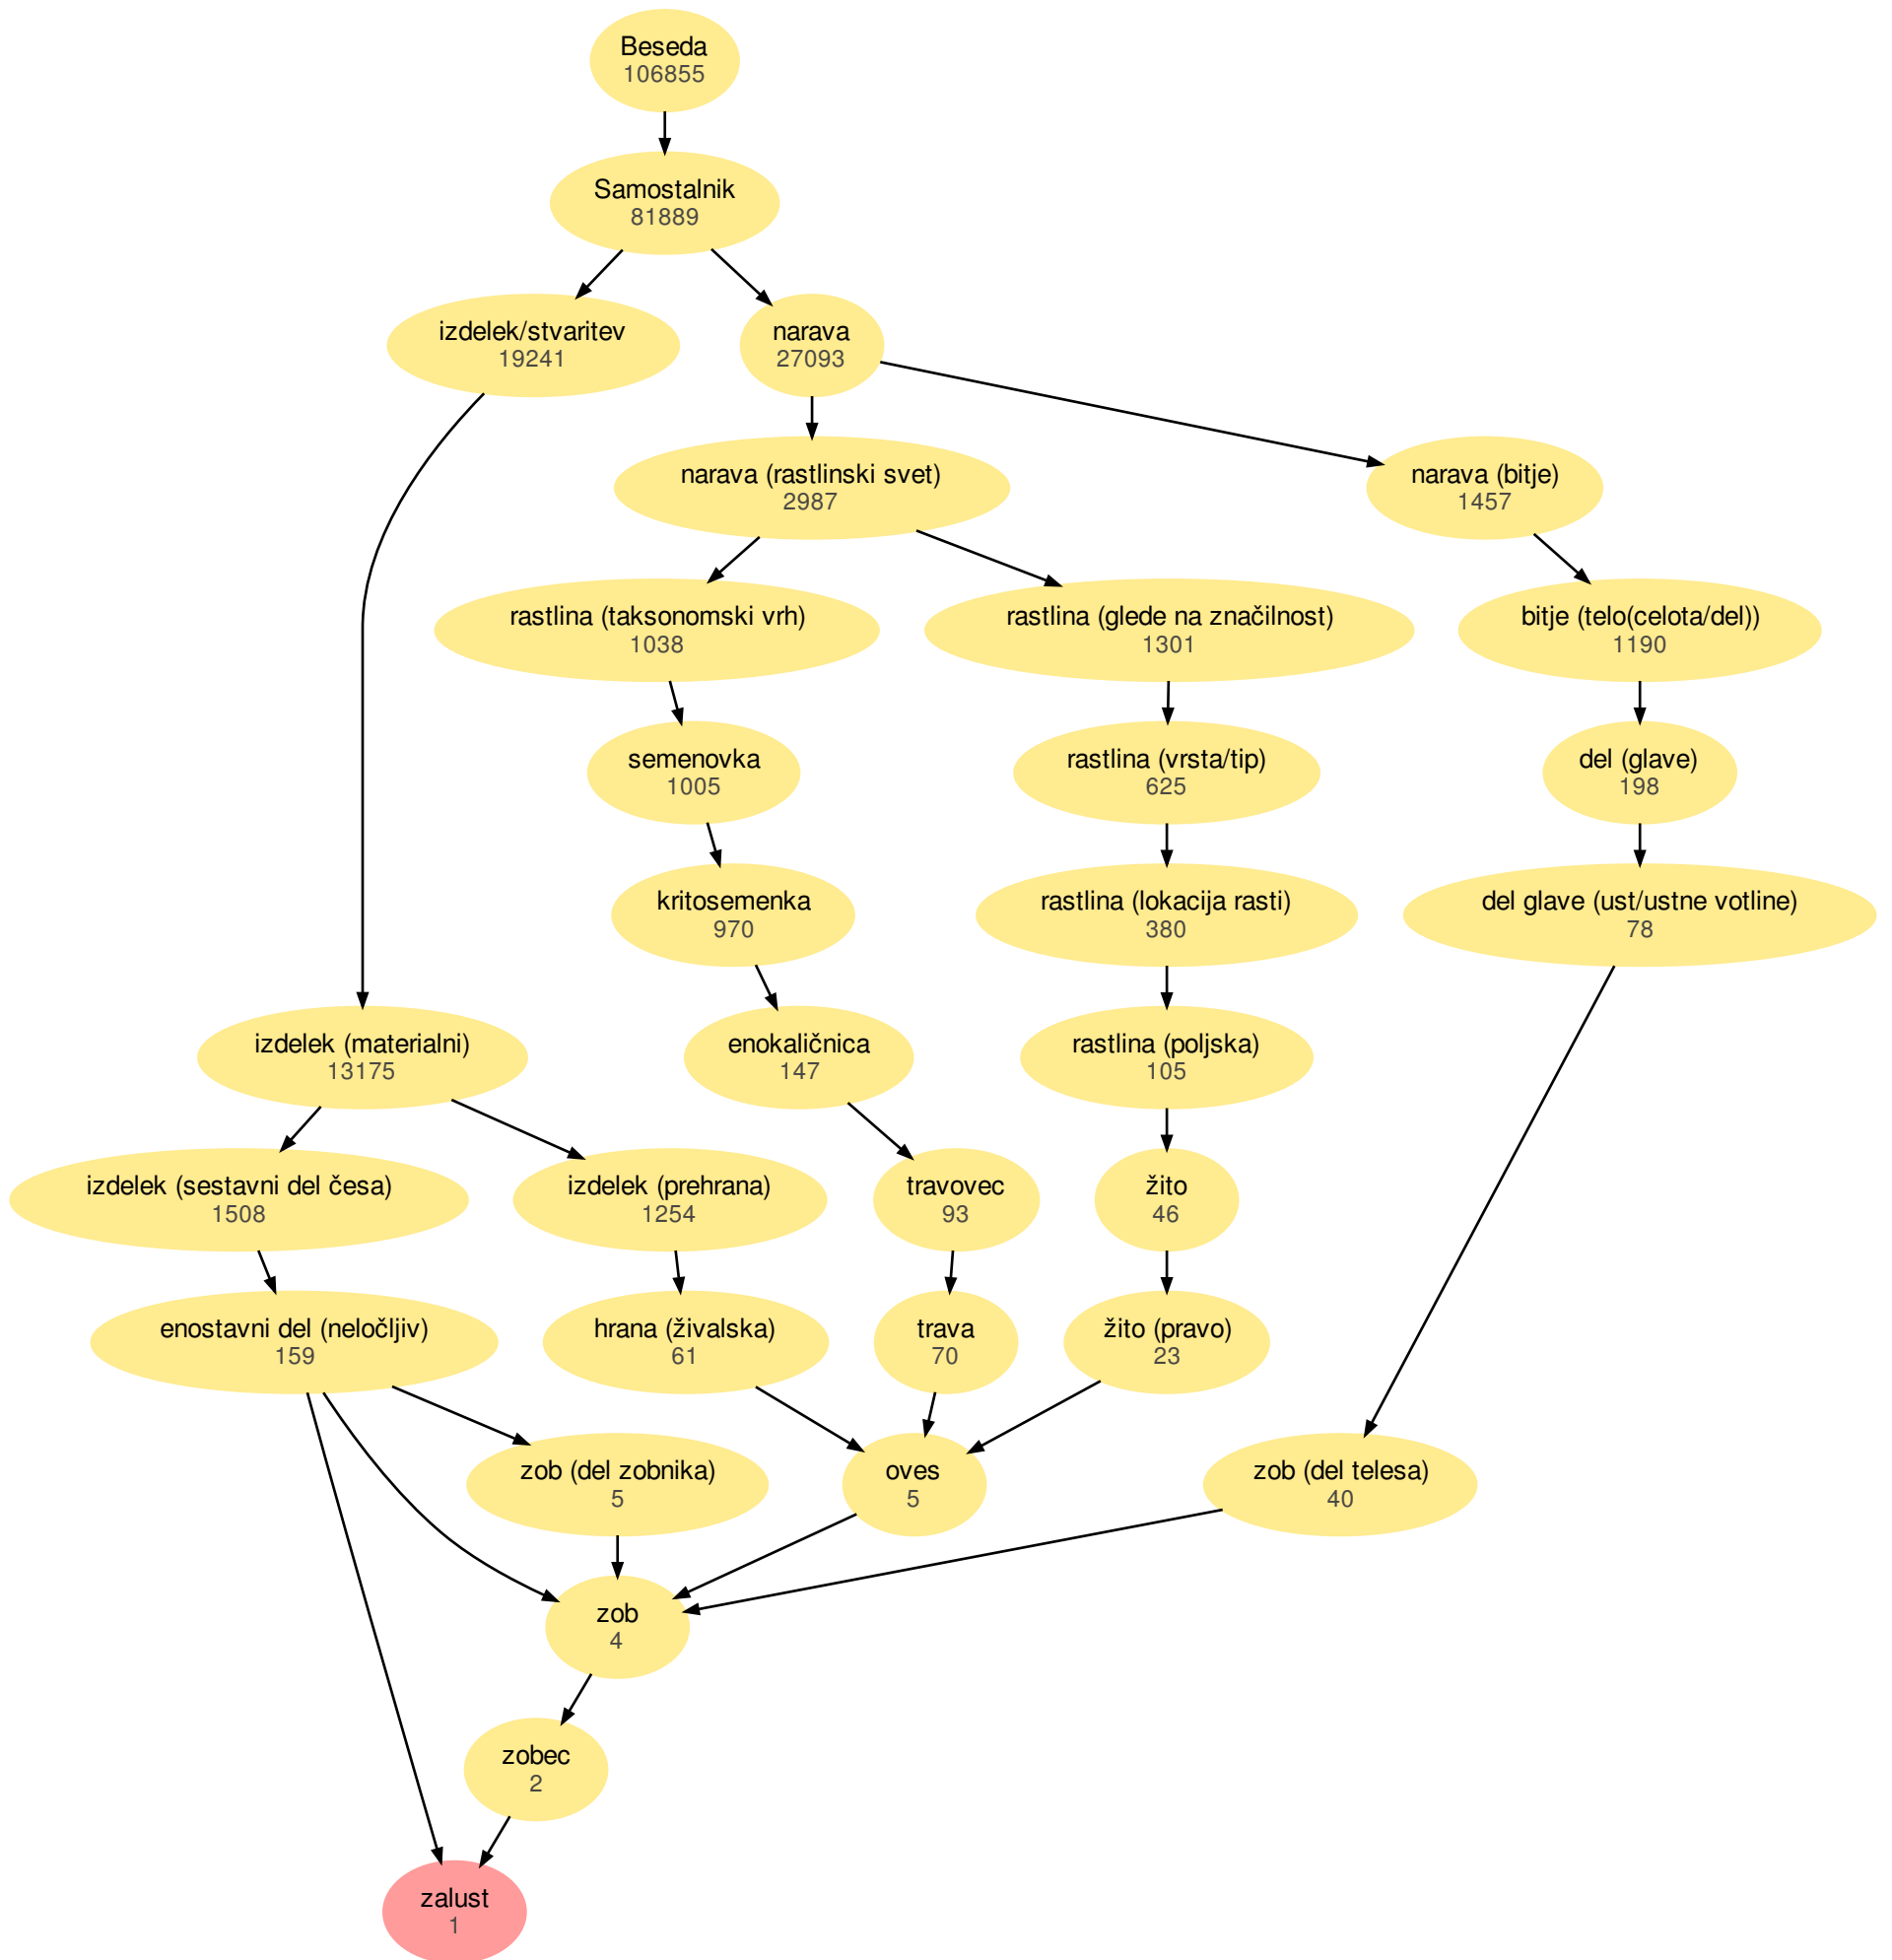 Beseda
106855
Samostalnik
81889
izdelek/stvaritev
19241
narava
27093
narava (rastlinski svet)
2987
narava (bitje)
1457
rastlina (taksonomski vrh)
1038
rastlina (glede na značilnost)
1301
bitje (telo(celota/del))
1190
semenovka
1005
rastlina (vrsta/tip)
625
del (glave)
198
kritosemenka
970
rastlina (lokacija rasti)
380
del glave (ust/ustne votline)
78
izdelek (materialni)
13175
enokaličnica
147
rastlina (poljska)
105
izdelek (sestavni del česa)
1508
izdelek (prehrana)
1254
travovec
93
žito
46
enostavni del (neločljiv)
159
hrana (živalska)
61
trava
70
žito (pravo)
23
zob (del zobnika)
5
oves
5
zob (del telesa)
40
zob
4
zobec
2
zalust
1